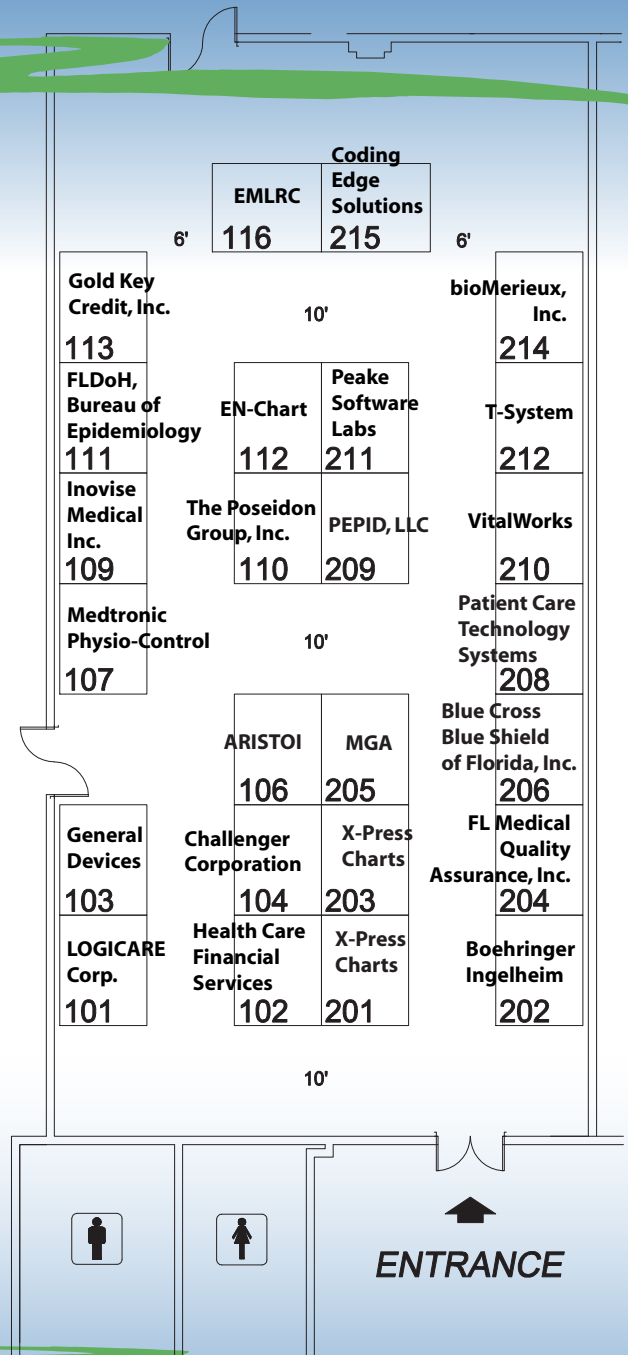 EMLRC
116
Coding
Edge
Solutions
215
6'
6'
Gold Key
Credit, Inc.
113
10'
bioMerieux,
Inc.
214
FLDoH,
Bureau of
Epidemiology
111
EN-Chart
112
Peake
Software
Labs
211
T-System
212
Inovise
Medical
Inc.
109
The Poseidon
Group, Inc.
110
PEPID, LLC
209
VitalWorks
210
Medtronic
Physio-Control
107
10'
Patient Care
Technology
Systems
208
ARISTOI
106
MGA
205
Blue Cross
Blue Shield
of Florida, Inc.
206
General
Devices
103
Challenger
Corporation
104
X-Press
Charts
203
FL Medical
Quality
Assurance, Inc.
204
LOGICARE
Corp.
101
Health Care
Financial
Services
102
X-Press
Charts
201
Boehringer
Ingelheim
202
10'
ENTRANCE